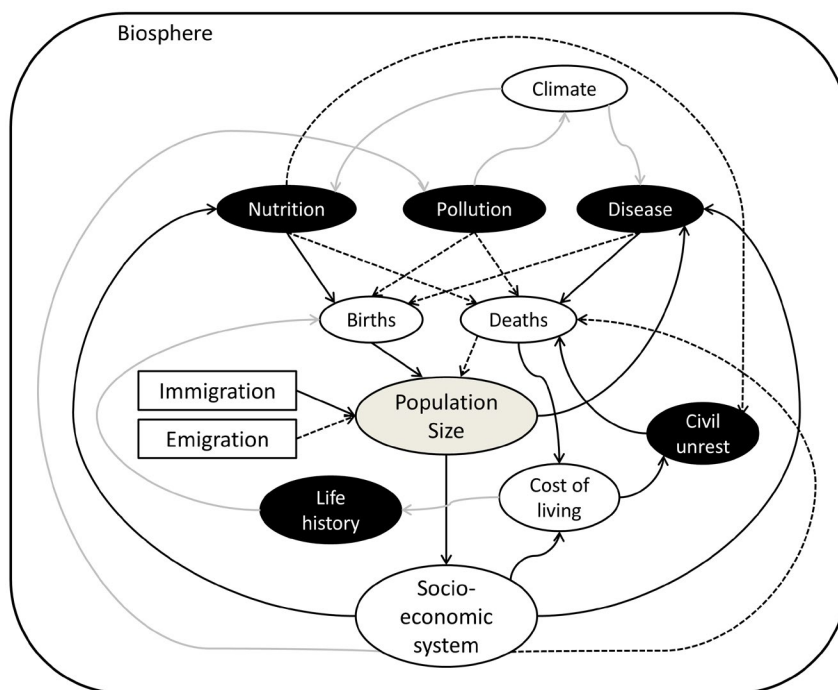 Biosphere
Climate
Nutrition
Pollution
Disease
Births
Deaths
Immigration
Population
Size
Emigration
Civil
unrest
Life
history
Cost of
living
Socio-
economic
system